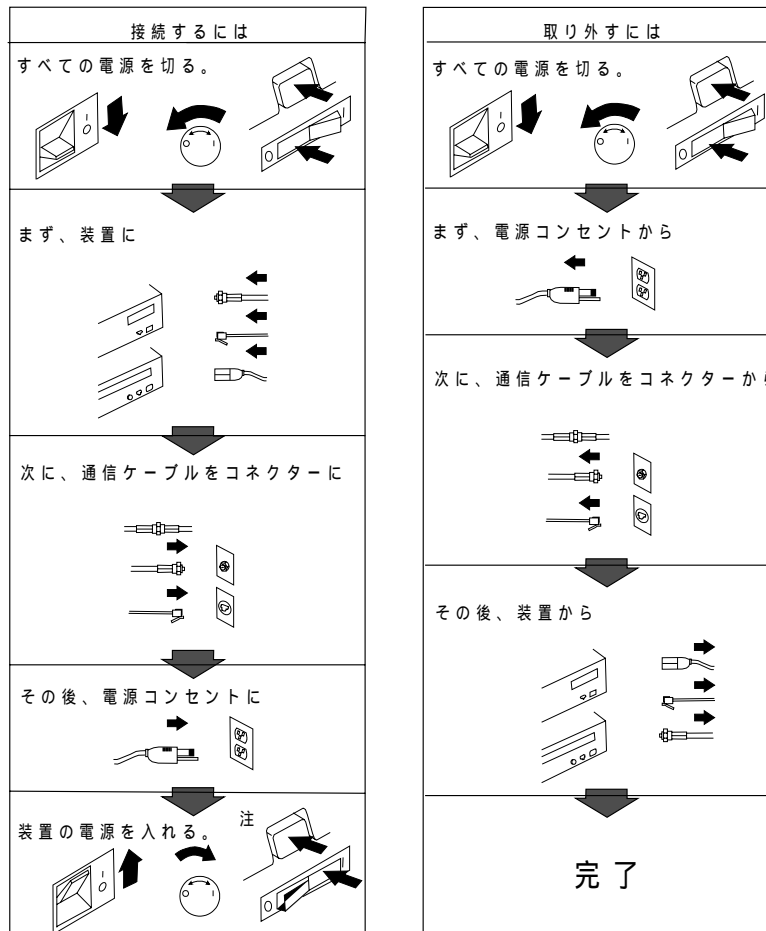 接続するには
すべての電源を切る。
まず、装置に
次に、通信ケーブルをコネクターに
その後、電源コンセントに
装置の電源を入れる。
注
取り外すには
すべての電源を切る。
まず、電源コンセントから
次に、通信ケーブルをコネクターから
その後、装置から
完了